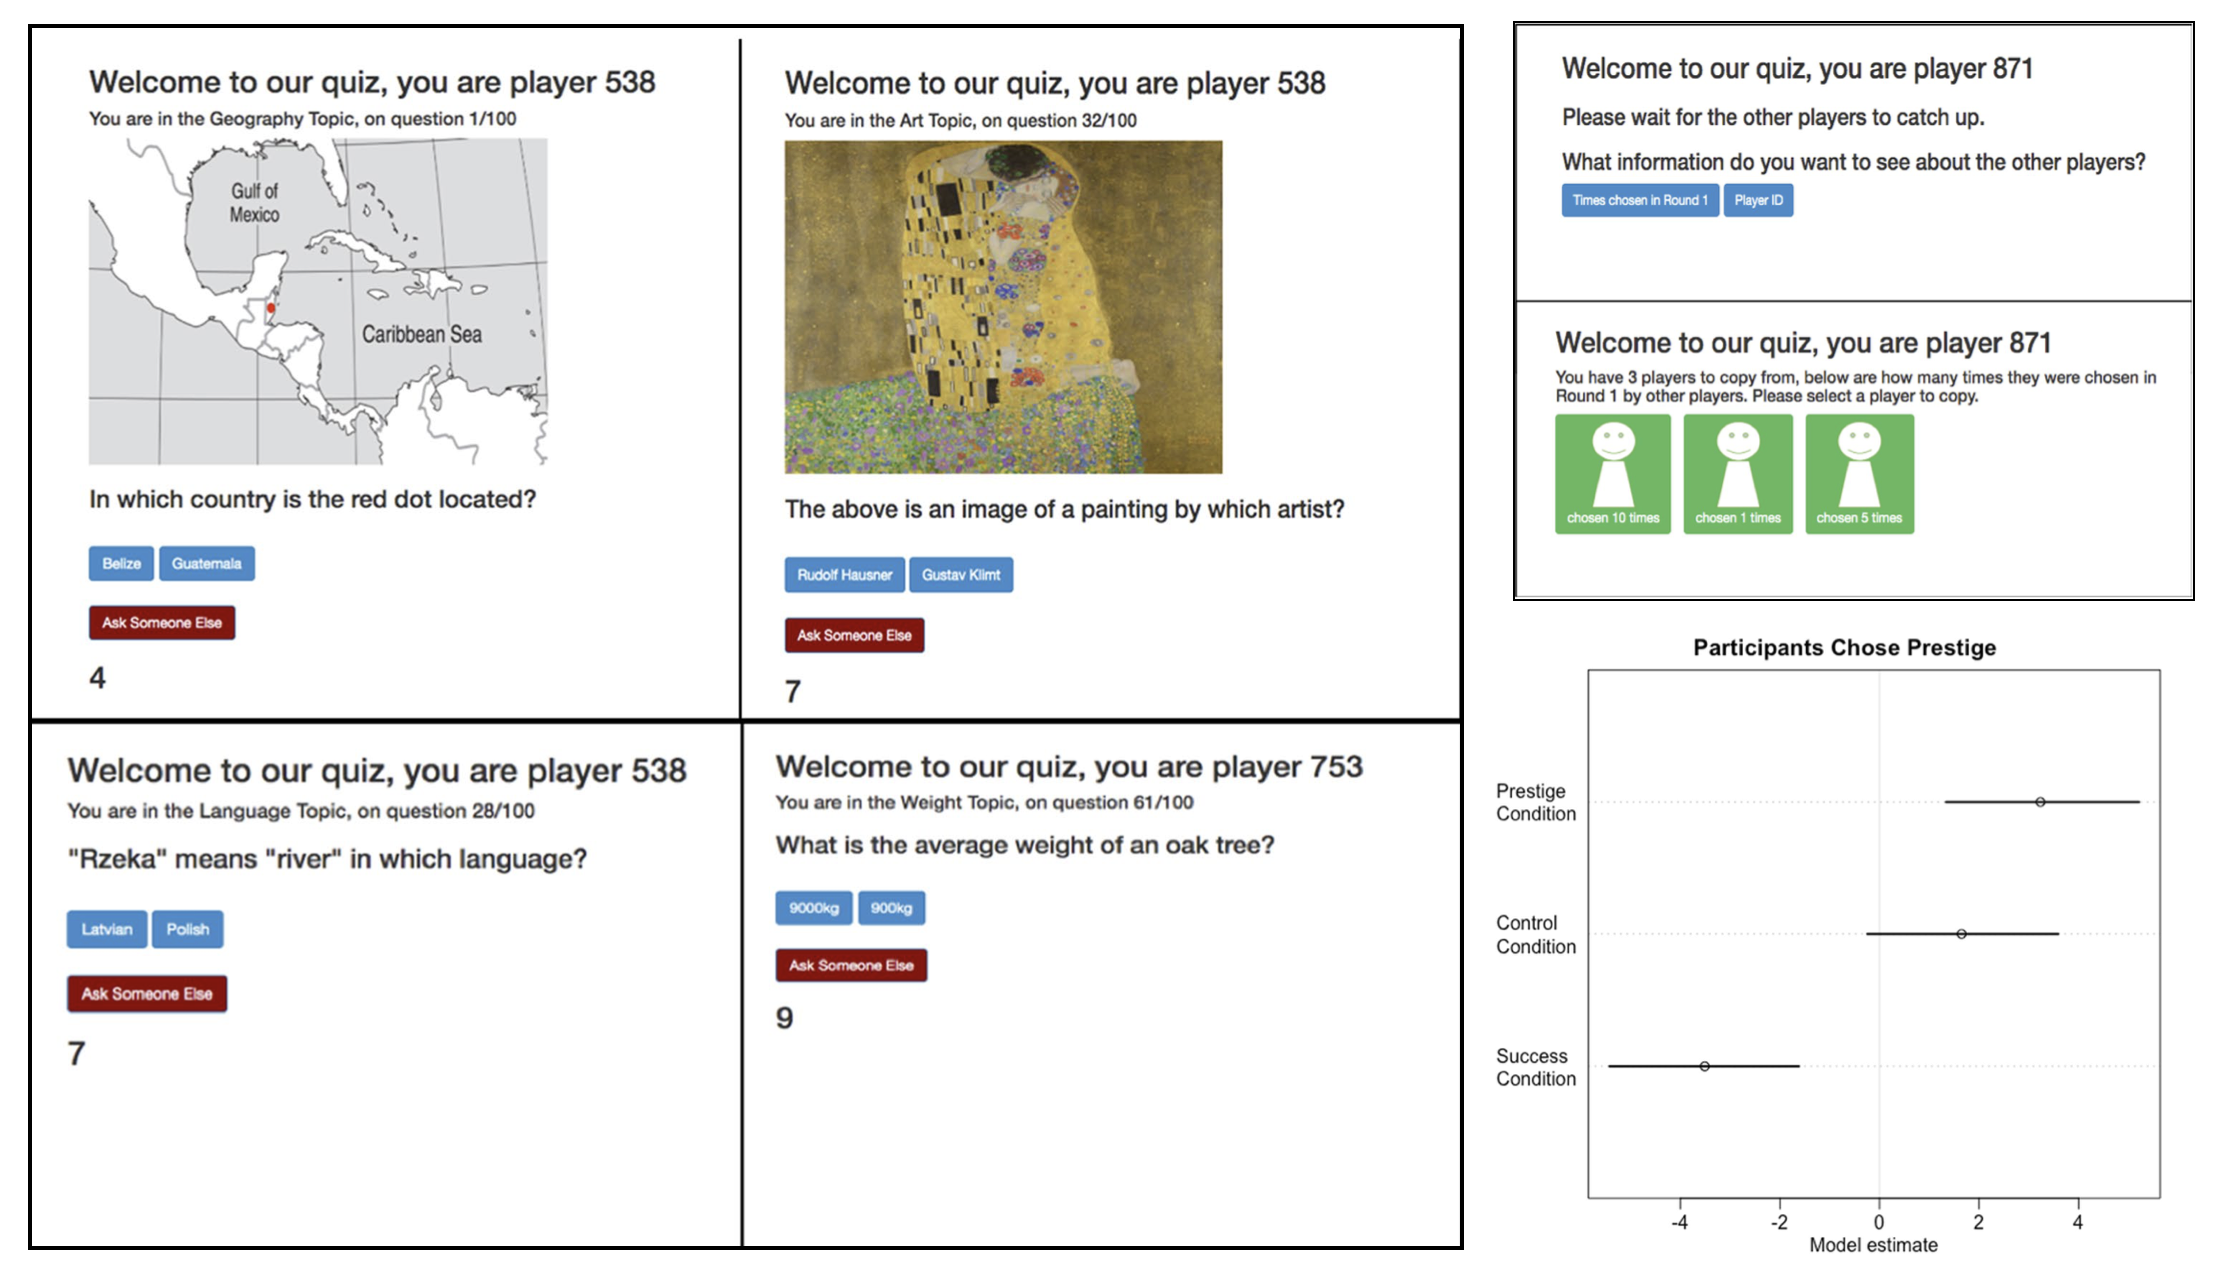 Welcome to our quiz, you are player 538
You are in the Geography Topic, on question 1/100
Gulf of
Mexico
Caribbean Sea
In which country is the red dot located?
Belize
Guatemala
Ask Someone Else
4
Welcome to our quiz, you are player 538
You are in the Art Topic, on question 32/100
The above is an image of a painting by which artist?
Rudolf Hausner
Gustav Klimt
Ask Someone Else
7
Welcome to our quiz, you are player 538
You are in the Language Topic, on question 28/100
"Rzeka" means "river" in which language?
Latvian
Polish
Ask Someone Else
7
Welcome to our quiz, you are player 753
You are in the Weight Topic, on question 61/100
What is the average weight of an oak tree?
9000kg
900kg
Ask Someone Else
9
Welcome to our quiz, you are player 871
Please wait for the other players to catch up.
What information do you want to see about the other players?
Times chosen in Round 1
Player ID
Welcome to our quiz, you are player 871
You have 3 players to copy from, below are how many times they were chosen in
Round 1 by other players. Please select a player to copy.
chosen 10 times
chosen 1 times
chosen 5 times
Participants Chose Prestige
Prestige
Condition
Control
Condition
Success
Condition
-4 -2 0 2 4
Model estimate